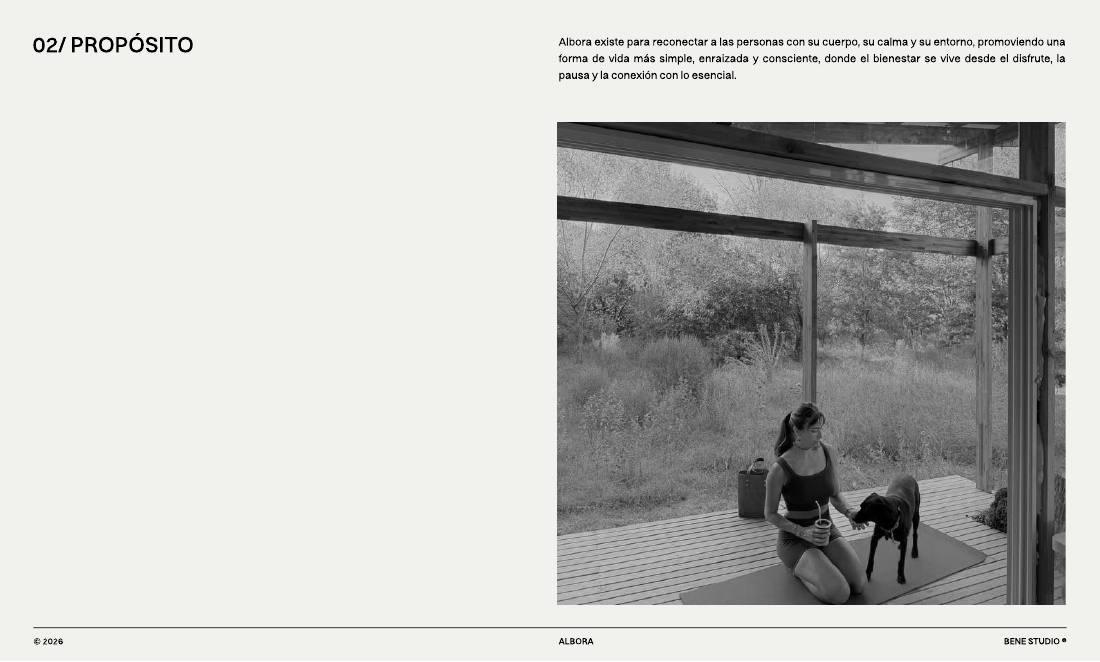 02/ PROPÓSITO
Albora existe para reconectar a las personas con su cuerpo, su calma y su entorno, promoviendo una
forma de vida más simple, enraizada y consciente, donde el bienestar se vive desde el disfrute, la
pausa y la conexión con lo esencial.
© 2026
ALBORA
BENE STUDIO ®